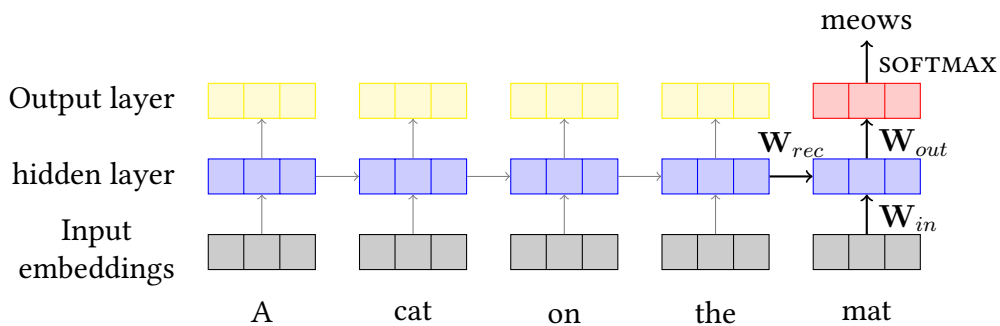 meows
SOFTMAX
Output layer
W_rec
W_out
hidden layer
W_in
Input
embeddings
A cat on the mat